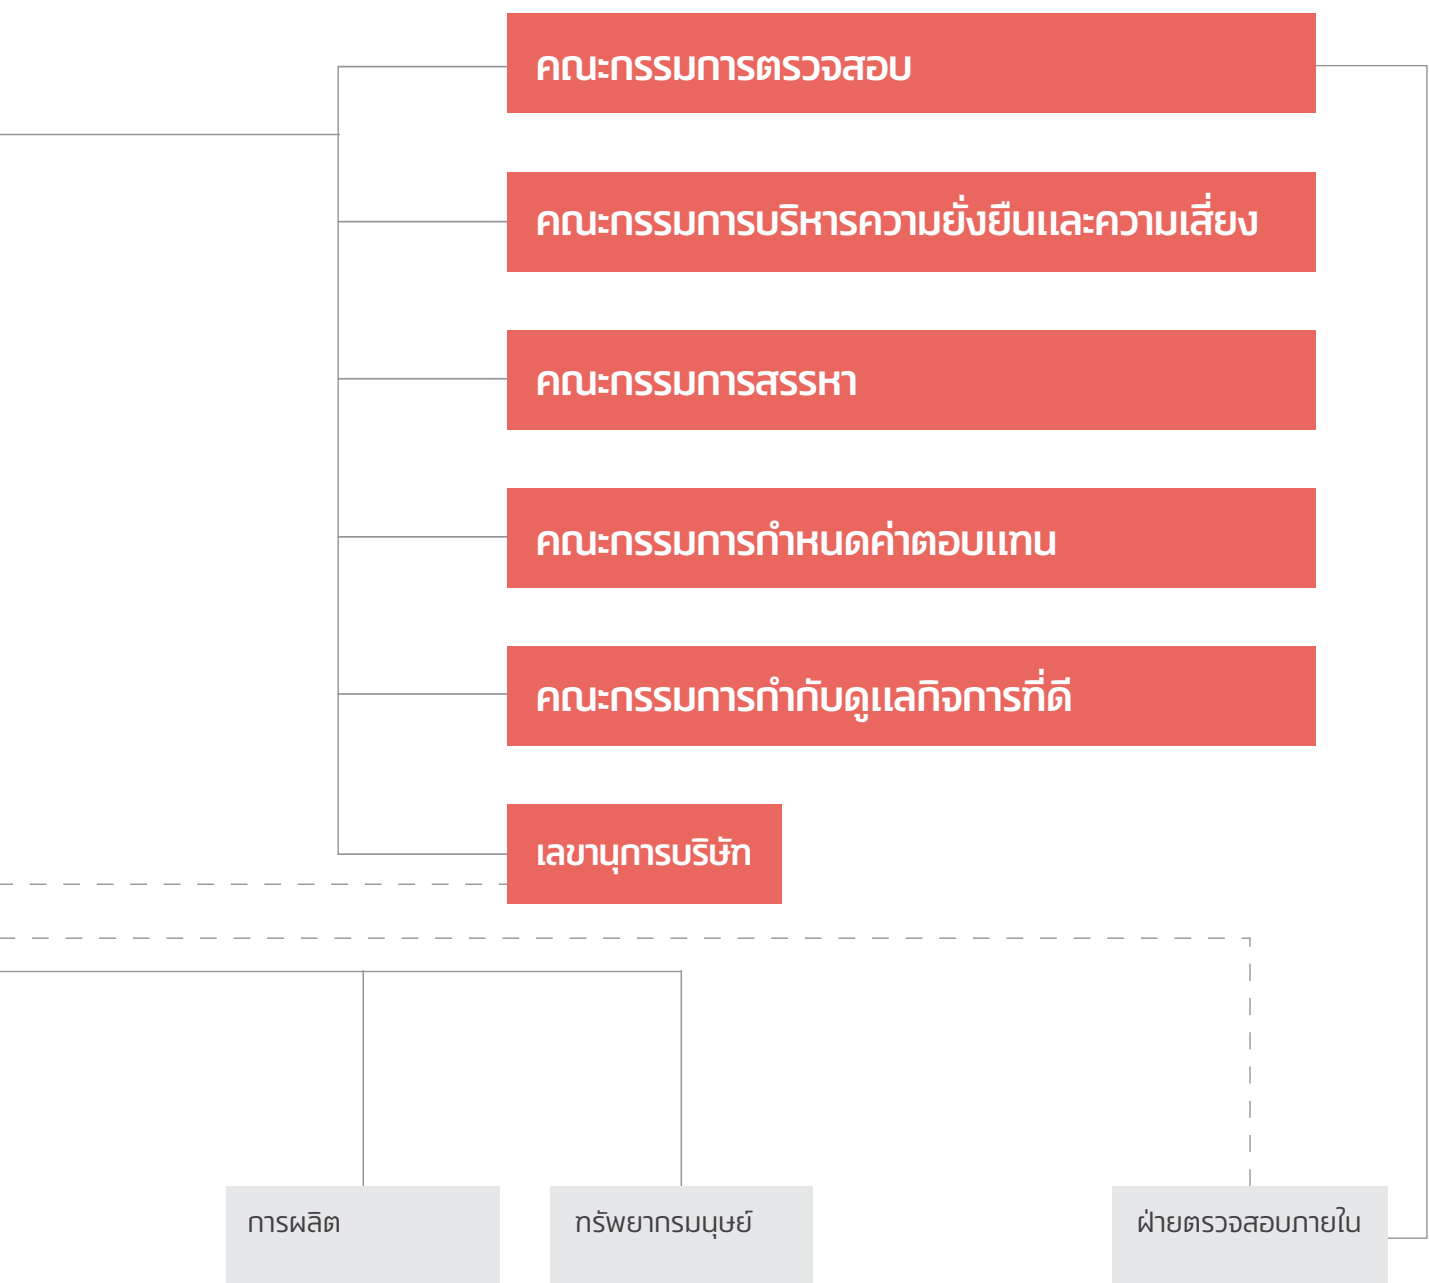 คณะกรรมการตรวจสอบ
คณะกรรมการบริหารความยั่งยืนและความเสี่ยง
คณะกรรมการสรรหา
คณะกรรมการกำหนดค่าตอบแทน
คณะกรรมการกำกับดูแลกิจการที่ดี
เลขานุการบริษัท
การผลิต
ทรัพยากรมนุษย์
ฝ่ายตรวจสอบภายใน